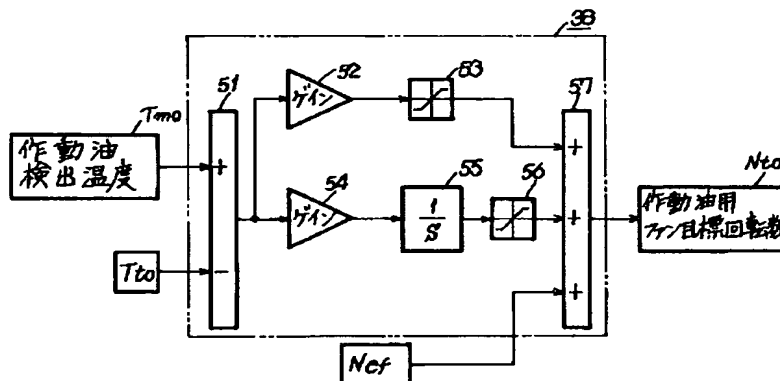 38
51
52
ゲイン
53
57
Tmo
作動油
検出温度
+
54
ゲイン
55
1
S
56
+
+
Nto
作動油用
ファン目標回転数
Tto
−
+
Nef